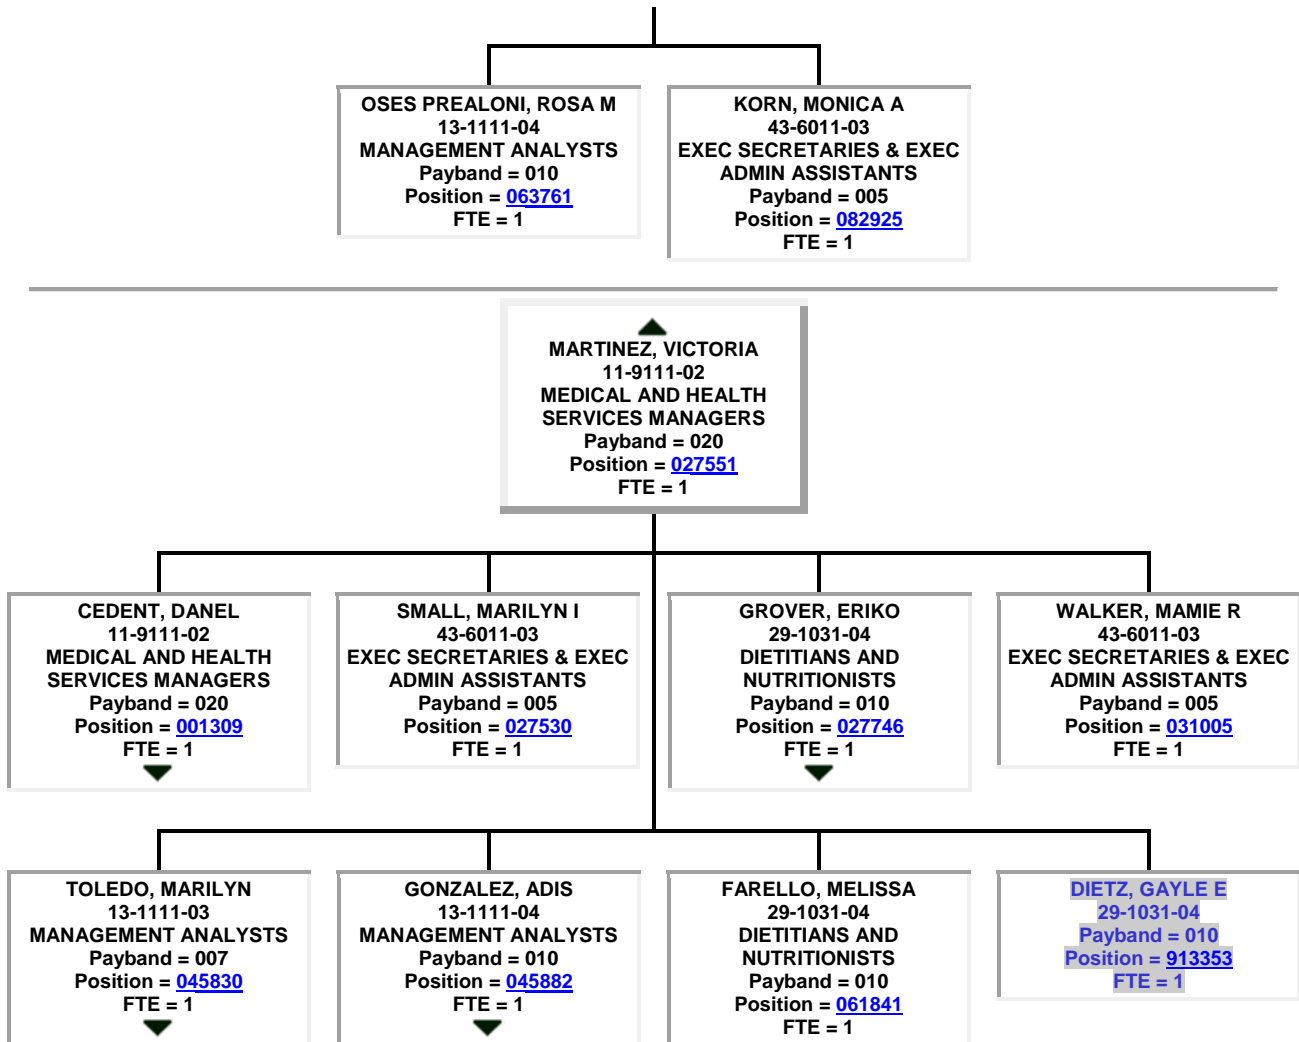 OSES PREALONI, ROSA M
13-1111-04
MANAGEMENT ANALYSTS
Payband = 010
Position = 063761
FTE = 1
KORN, MONICA A
43-6011-03
EXEC SECRETARIES & EXEC
ADMIN ASSISTANTS
Payband = 005
Position = 082925
FTE = 1
MARTINEZ, VICTORIA
11-9111-02
MEDICAL AND HEALTH
SERVICES MANAGERS
Payband = 020
Position = 027551
FTE = 1
CEDENT, DANEL
11-9111-02
MEDICAL AND HEALTH
SERVICES MANAGERS
Payband = 020
Position = 001309
FTE = 1
SMALL, MARILYN I
43-6011-03
EXEC SECRETARIES & EXEC
ADMIN ASSISTANTS
Payband = 005
Position = 027530
FTE = 1
GROVER, ERIKO
29-1031-04
DIETITIANS AND
NUTRITIONISTS
Payband = 010
Position = 027746
FTE = 1
WALKER, MAMIE R
43-6011-03
EXEC SECRETARIES & EXEC
ADMIN ASSISTANTS
Payband = 005
Position = 031005
FTE = 1
TOLEDO, MARILYN
13-1111-03
MANAGEMENT ANALYSTS
Payband = 007
Position = 045830
FTE = 1
GONZALEZ, ADIS
13-1111-04
MANAGEMENT ANALYSTS
Payband = 010
Position = 045882
FTE = 1
FARELLO, MELISSA
29-1031-04
DIETITIANS AND
NUTRITIONISTS
Payband = 010
Position = 061841
FTE = 1
DIETZ, GAYLE E
29-1031-04
Payband = 010
Position = 913353
FTE = 1